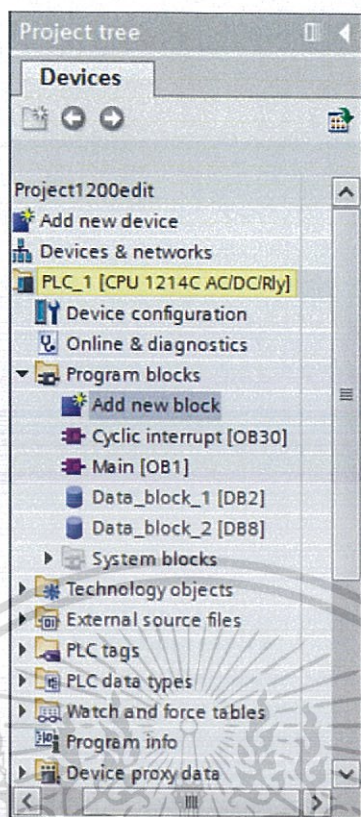 Project tree
Devices
Project1200edit
Add new device
Devices & networks
PLC_1 [CPU 1214C AC/DC/Rly]
Device configuration
Online & diagnostics
Program blocks
Add new block
Cyclic interrupt [OB30]
Main [OB1]
Data_block_1 [DB2]
Data_block_2 [DB8]
System blocks
Technology objects
External source files
PLC tags
PLC data types
Watch and force tables
Program info
Device proxy data